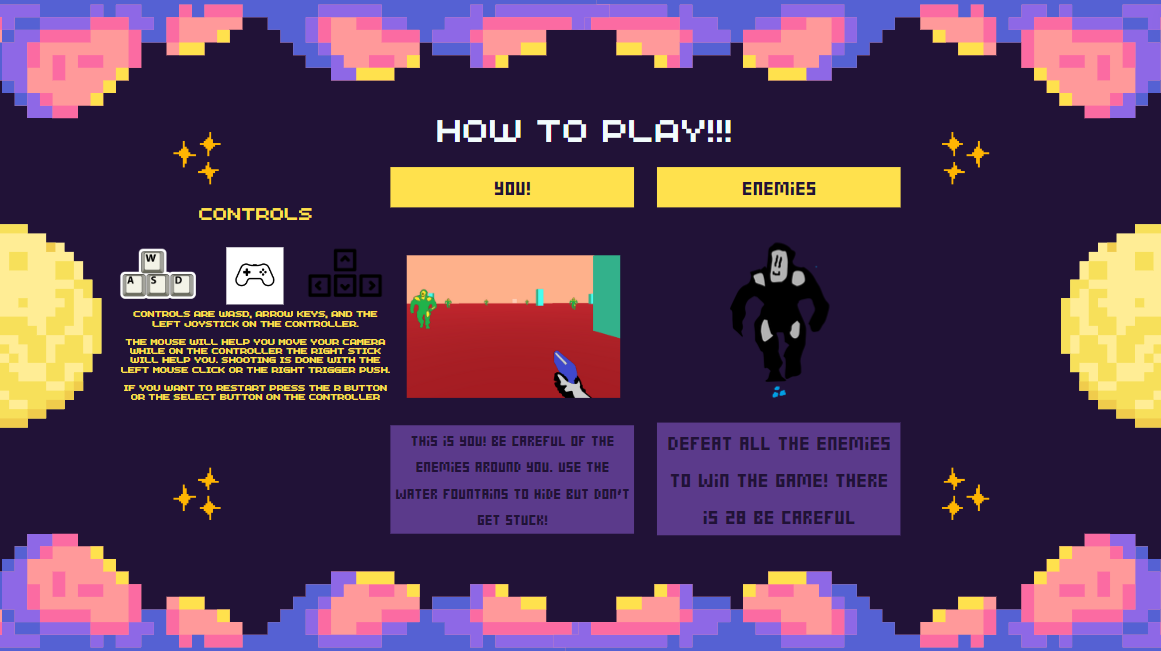 HOW TO PLAY!!!
CONTROLS
W
A S D
CONTROLS ARE WASD, ARROW KEYS, AND THE
LEFT JOYSTICK ON THE CONTROLLER.
THE MOUSE WILL HELP YOU MOVE YOUR CAMERA
WHILE ON THE CONTROLLER THE RIGHT STICK
WILL HELP YOU. SHOOTING IS DONE WITH THE
LEFT MOUSE CLICK OR THE RIGHT TRIGGER PUSH.
IF YOU WANT TO RESTART PRESS THE R BUTTON
OR THE SELECT BUTTON ON THE CONTROLLER
YOU!
THIS IS YOU! BE CAREFUL OF THE
ENEMIES AROUND YOU. USE THE
WATER FOUNTAINS TO HIDE BUT DON'T
GET STUCK!
ENEMIES
DEFEAT ALL THE ENEMIES
TO WIN THE GAME! THERE
IS 28 BE CAREFUL